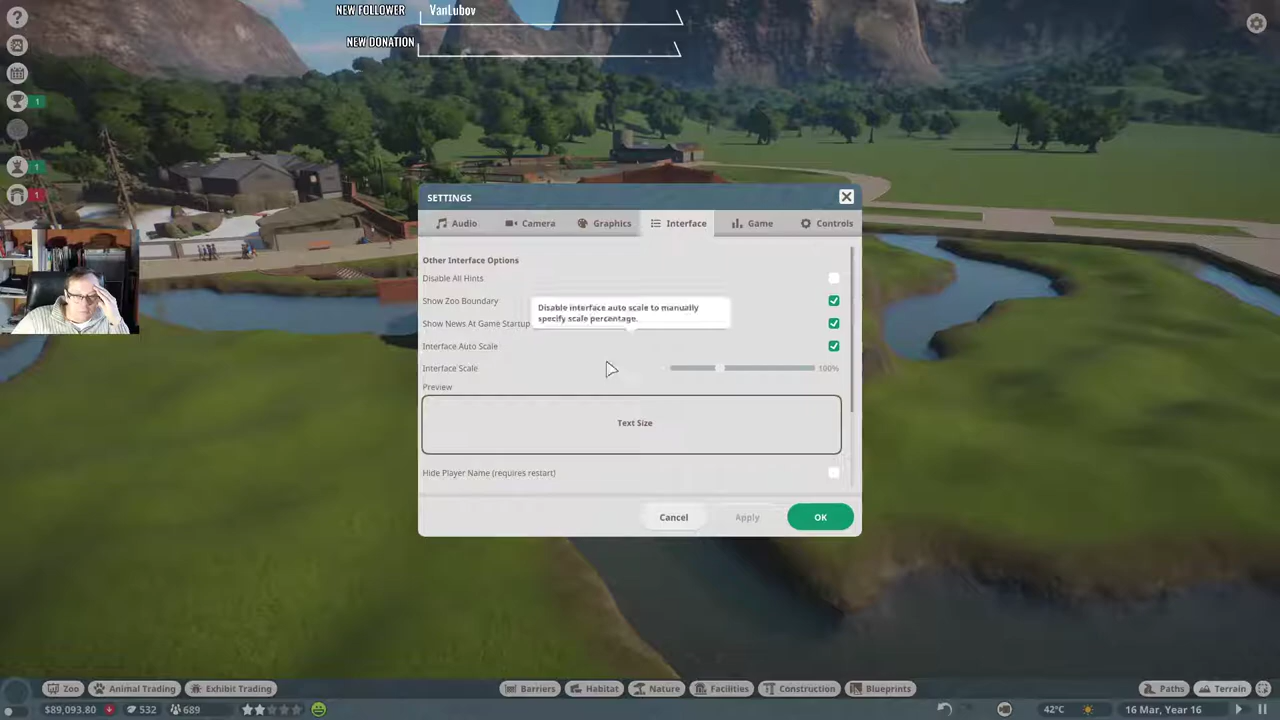 NEW FOLLOWER VanLubov
NEW DONATION
?
1
1
1
SETTINGS
Audio Camera Graphics Interface Game Controls
Other Interface Options
Disable All Hints
Show Zoo Boundary
Disable interface auto scale to manually
specify scale percentage.
Show News At Game Startup
Interface Auto Scale
Interface Scale 100%
Preview
Text Size
Hide Player Name (requires restart)
Cancel Apply OK
Zoo Animal Trading Exhibit Trading Barriers Habitat Nature Facilities Construction Blueprints Paths Terrain
$89,093.80 532 689 42°C 16 Mar, Year 16